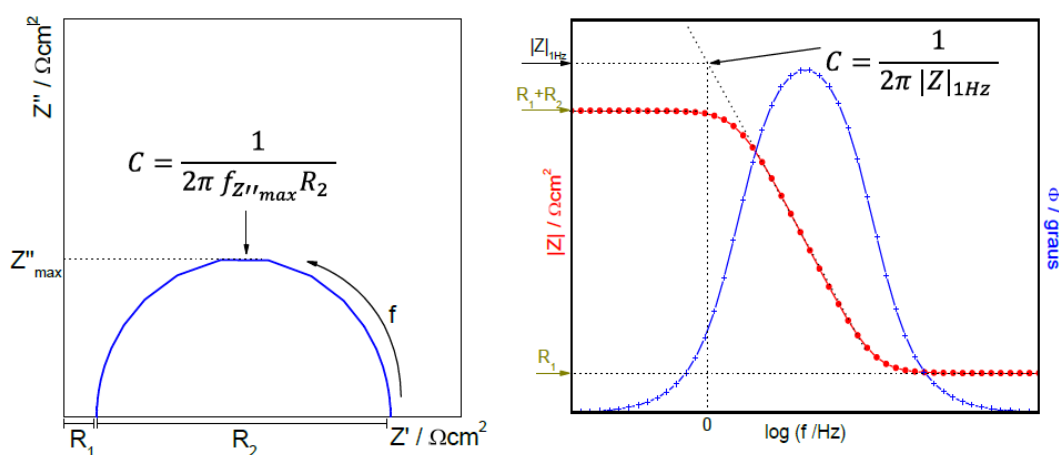 Z'' / Ωcm²
C = 1 / (2π f_Z''max R₂)
Z''max
f
R₁
R₂
Z' / Ωcm²
|Z|₁Hz
C = 1 / (2π |Z|₁Hz)
R₁+R₂
|Z| / Ωcm²
Φ / graus
R₁
0
log (f /Hz)